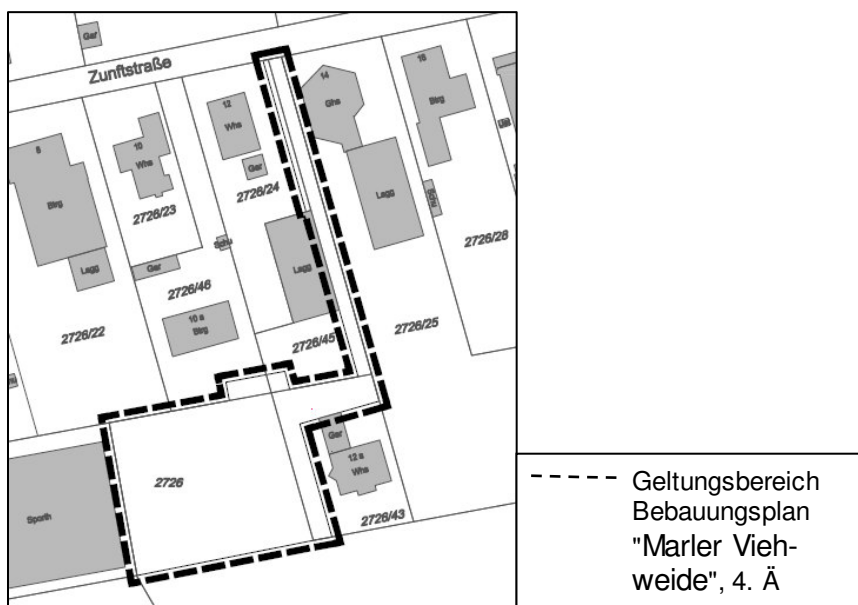 Gar
Zunftstraße
8
Btrg
10
Whs
12
Whs
Gar
14
Ghs
16
Btrg
2726/23
2726/24
Lagg
Lagg
Schu
Schu
2726/28
Gar
2726/46
Lagg
10 a
Btrg
2726/22
2726/45
2726/25
Gar
12 a
Whs
2726
Sporth
2726/43
Geltungsbereich
Bebauungsplan
"Marler Vieh-
weide", 4. Ä